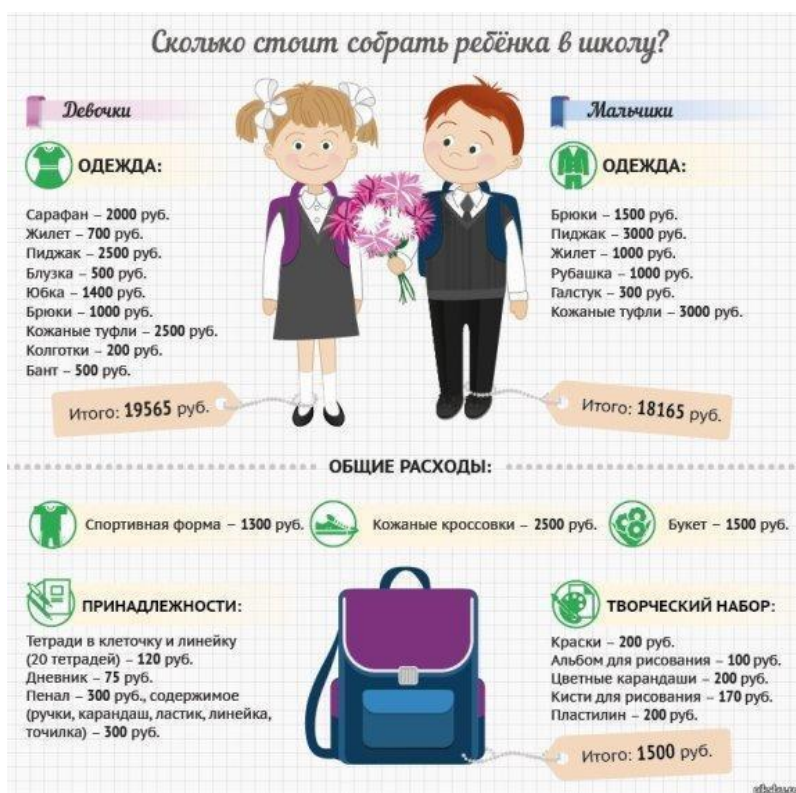 Сколько стоит собрать ребёнка в школу?
Девочки
ОДЕЖДА:
Сарафан – 2000 руб.
Жилет – 700 руб.
Пиджак – 2500 руб.
Блузка – 500 руб.
Юбка – 1400 руб.
Брюки – 1000 руб.
Кожаные туфли – 2500 руб.
Колготки – 200 руб.
Бант – 500 руб.
Итого: 19565 руб.
Мальчики
ОДЕЖДА:
Брюки – 1500 руб.
Пиджак – 3000 руб.
Жилет – 1000 руб.
Рубашка – 1000 руб.
Галстук – 300 руб.
Кожаные туфли – 3000 руб.
Итого: 18165 руб.
ОБЩИЕ РАСХОДЫ:
Спортивная форма – 1300 руб.
Кожаные кроссовки – 2500 руб.
Букет – 1500 руб.
ПРИНАДЛЕЖНОСТИ:
Тетради в клеточку и линейку
(20 тетрадей) – 120 руб.
Дневник – 75 руб.
Пенал – 300 руб., содержимое
(ручки, карандаш, ластик, линейка,
точилка) – 300 руб.
ТВОРЧЕСКИЙ НАБОР:
Краски – 200 руб.
Альбом для рисования – 100 руб.
Цветные карандаши – 200 руб.
Кисти для рисования – 170 руб.
Пластилин – 200 руб.
Итого: 1500 руб.